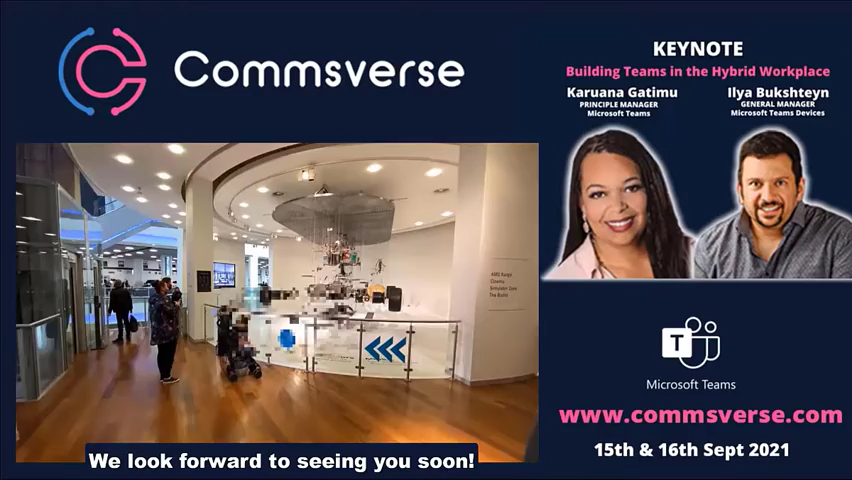 Commsverse
KEYNOTE
Building Teams in the Hybrid Workplace
Karuana Gatimu
PRINCIPLE MANAGER
Microsoft Teams
Ilya Bukshteyn
GENERAL MANAGER
Microsoft Teams Devices
T
Microsoft Teams
www.commsverse.com
15th & 16th Sept 2021
We look forward to seeing you soon!